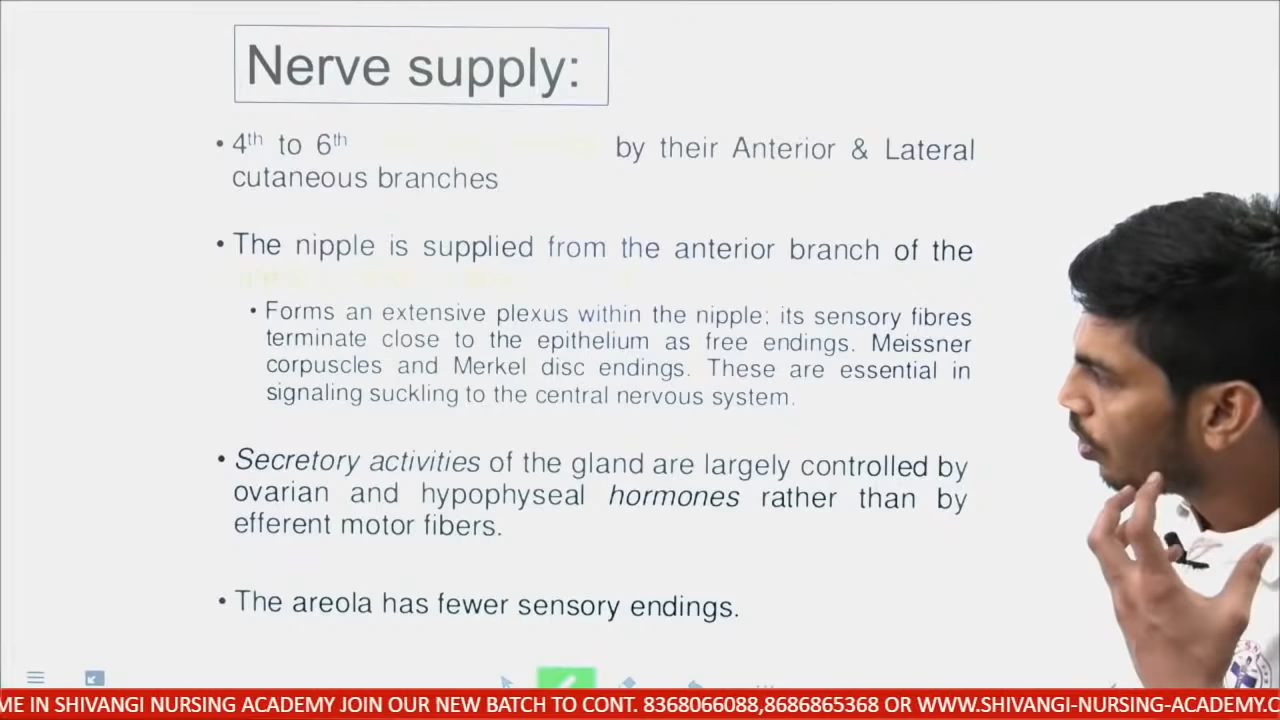 Nerve supply:
• 4th to 6th by their Anterior & Lateral
cutaneous branches
• The nipple is supplied from the anterior branch of the
• Forms an extensive plexus within the nipple; its sensory fibres
terminate close to the epithelium as free endings. Meissner
corpuscles and Merkel disc endings. These are essential in
signaling suckling to the central nervous system.
• Secretory activities of the gland are largely controlled by
ovarian and hypophyseal hormones rather than by
efferent motor fibers.
• The areola has fewer sensory endings.
ME IN SHIVANGI NURSING ACADEMY JOIN OUR NEW BATCH TO CONT. 8368066088,8686865368 OR WWW.SHIVANGI-NURSING-ACADEMY.C